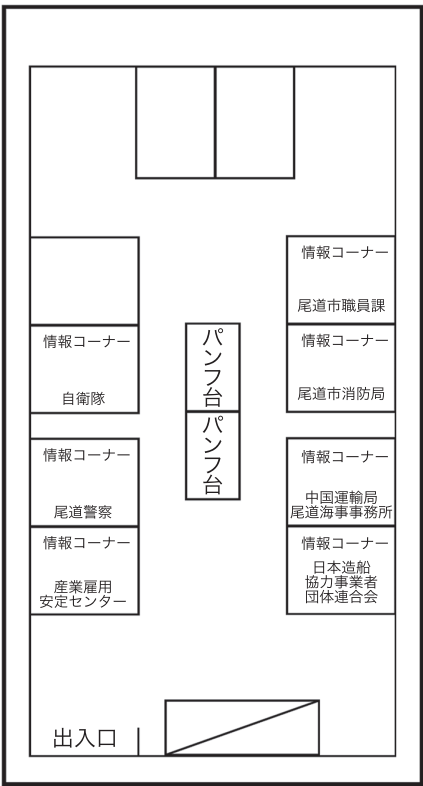 情報コーナー
尾道市職員課
情報コーナー
自衛隊
パンフ台
情報コーナー
尾道市消防局
パンフ台
情報コーナー
尾道警察
情報コーナー
中国運輸局
尾道海事事務所
情報コーナー
産業雇用
安定センター
情報コーナー
日本造船
協力事業者
団体連合会
出入口